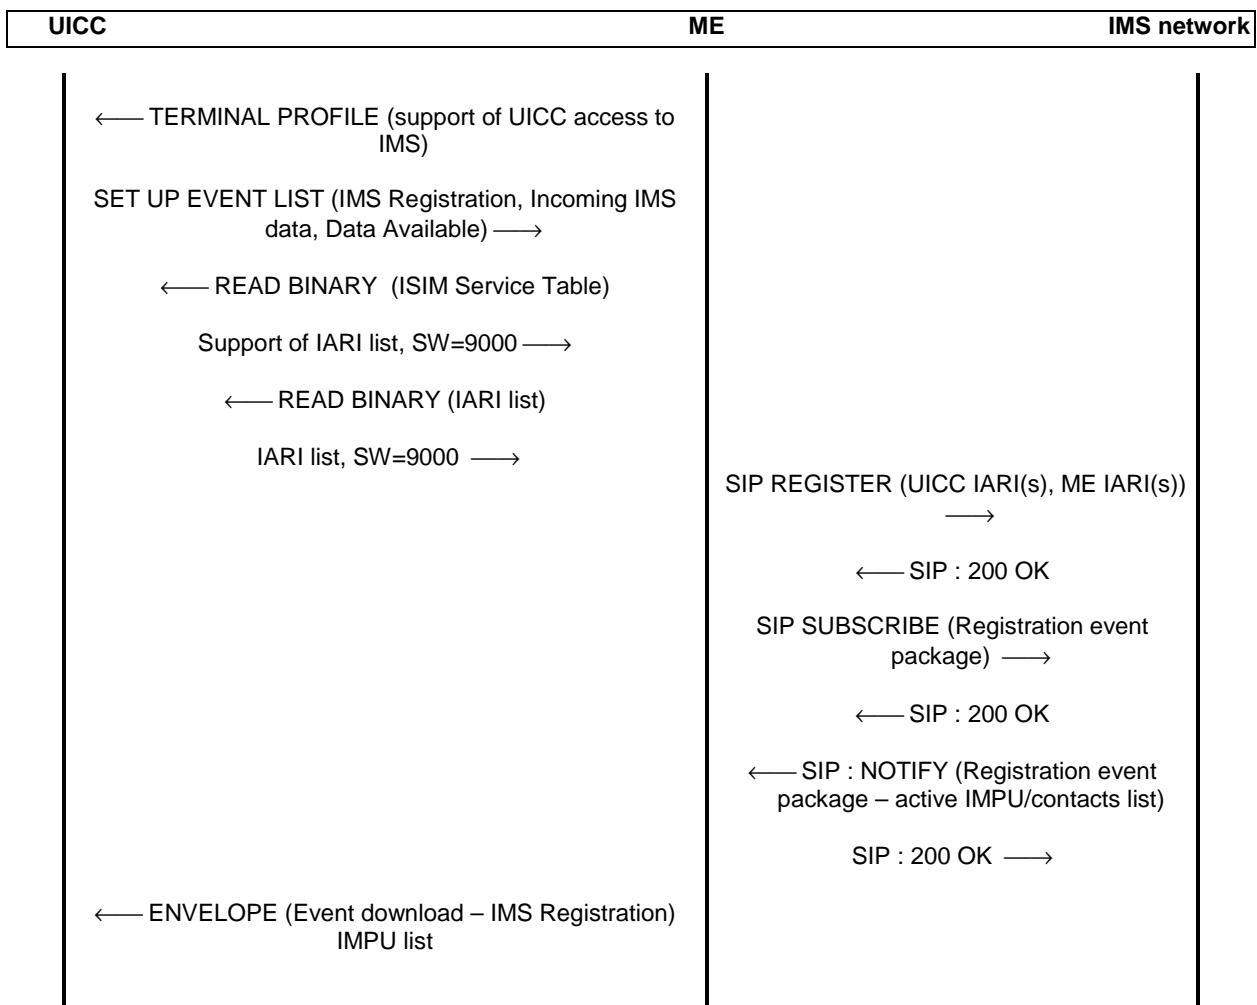 UICC ME IMS network
← TERMINAL PROFILE (support of UICC access to
IMS)
SET UP EVENT LIST (IMS Registration, Incoming IMS
data, Data Available) →
← READ BINARY (ISIM Service Table)
Support of IARI list, SW=9000 →
← READ BINARY (IARI list)
IARI list, SW=9000 →
SIP REGISTER (UICC IARI(s), ME IARI(s))
→
← SIP : 200 OK
SIP SUBSCRIBE (Registration event
package) →
← SIP : 200 OK
← SIP : NOTIFY (Registration event
package – active IMPU/contacts list)
SIP : 200 OK →
← ENVELOPE (Event download – IMS Registration)
IMPU list